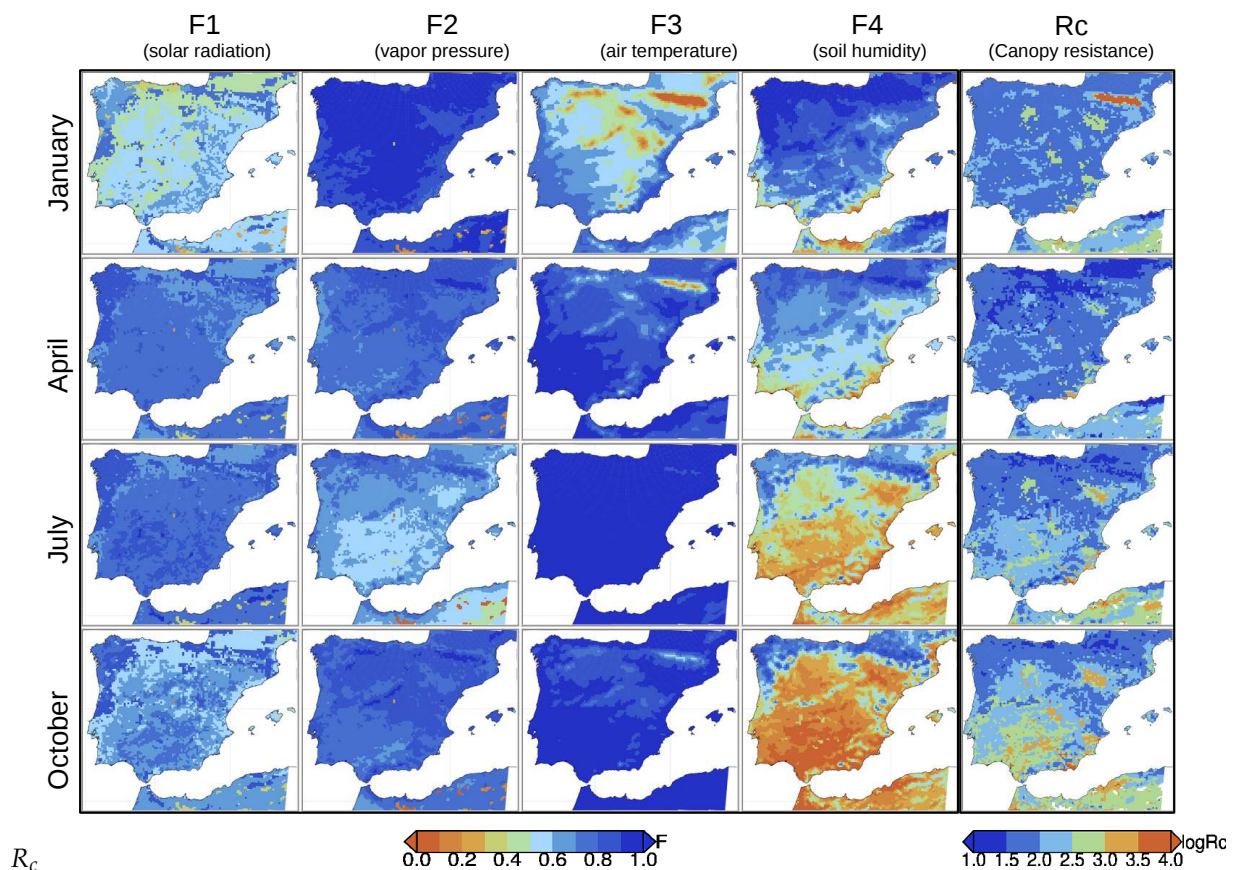 F1 F2 F3 F4 Rc
(solar radiation) (vapor pressure) (air temperature) (soil humidity) (Canopy resistance)
January
April
July
October
F
0.0 0.2 0.4 0.6 0.8 1.0
logRc
1.0 1.5 2.0 2.5 3.0 3.5 4.0
R_c